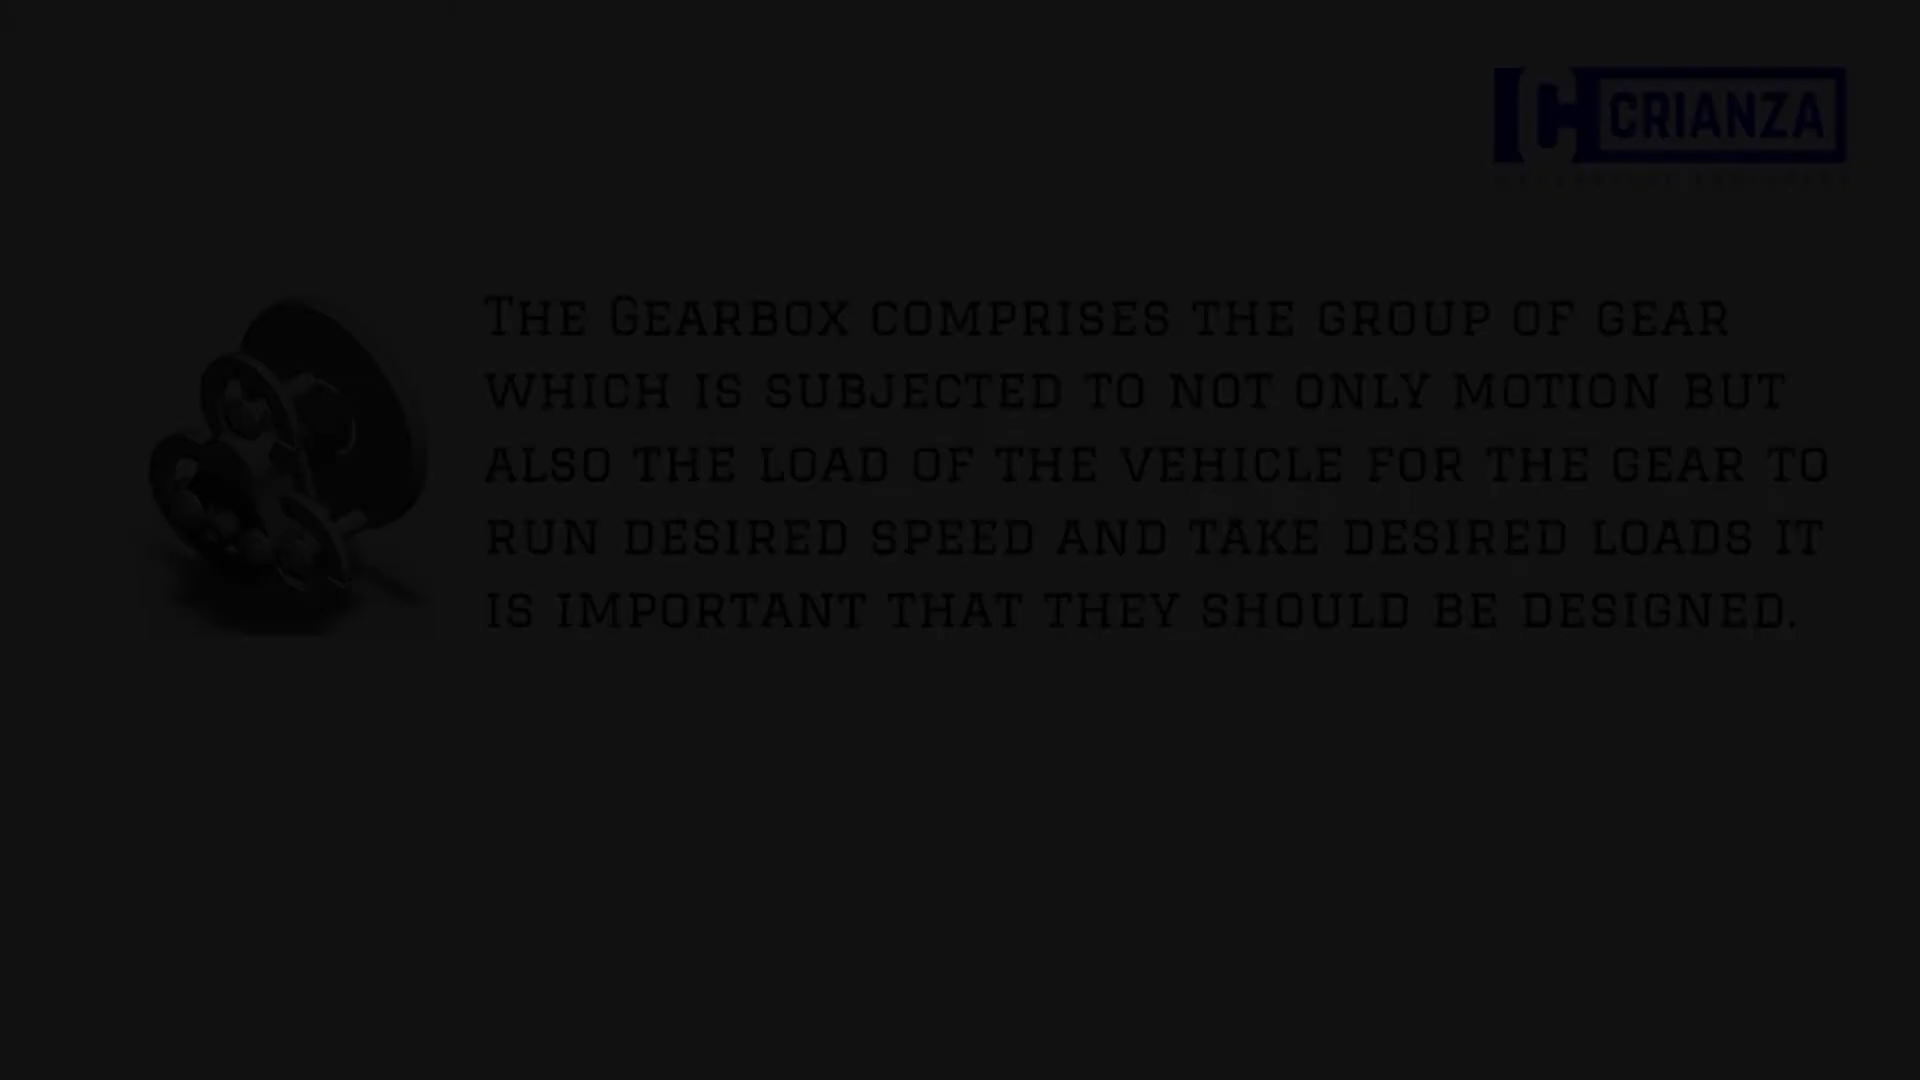 CRIANZA
The Gearbox comprises the group of gear
which is subjected to not only motion but
also the load of the vehicle for the gear to
run desired speed and take desired loads it
is important that they should be designed.